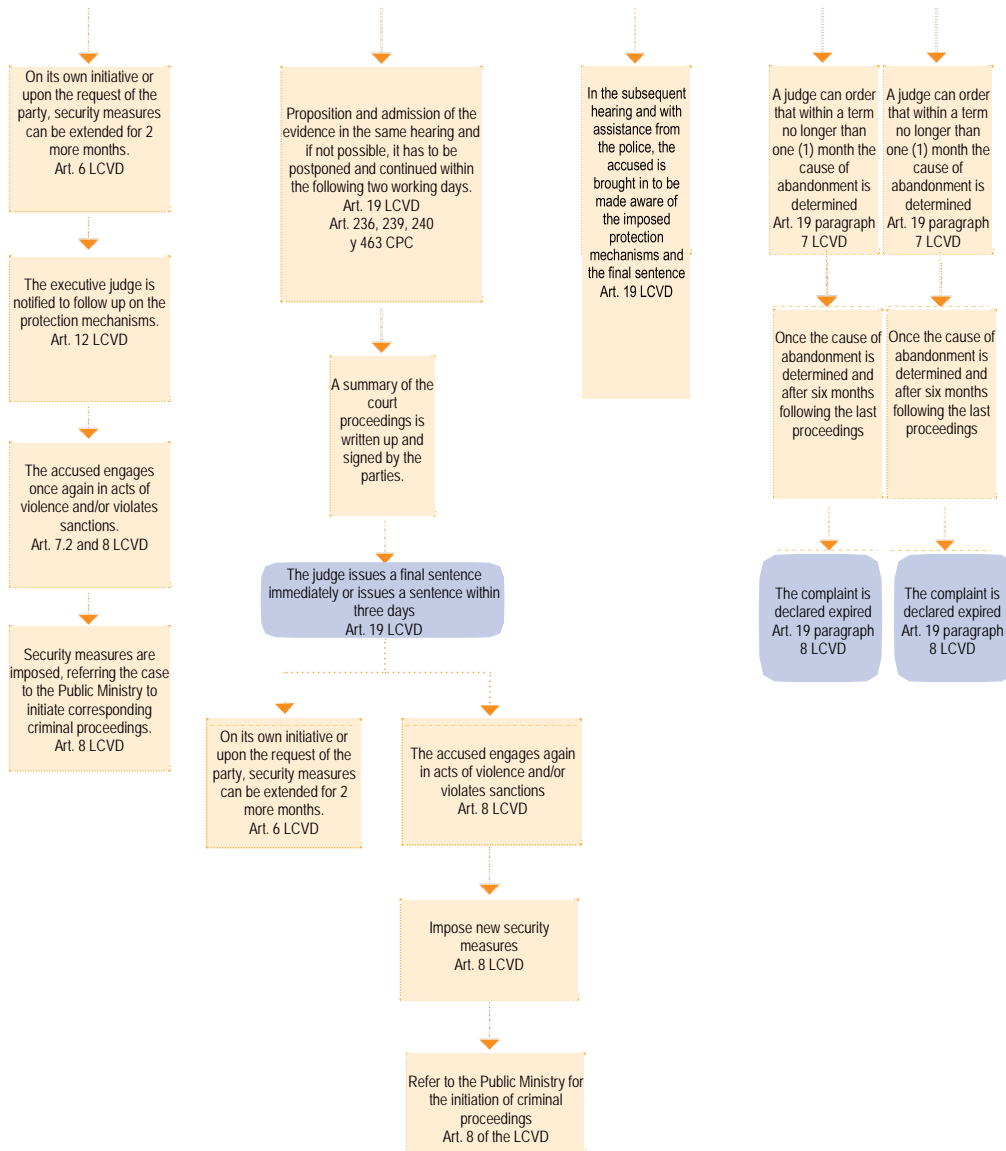 On its own initiative or
upon the request of the
party, security measures
can be extended for 2
more months.
Art. 6 LCVD
The executive judge is
notified to follow up on the
protection mechanisms.
Art. 12 LCVD
The accused engages
once again in acts of
violence and/or violates
sanctions.
Art. 7.2 and 8 LCVD
Security measures are
imposed, referring the case
to the Public Ministry to
initiate corresponding
criminal proceedings.
Art. 8 LCVD
Proposition and admission of the
evidence in the same hearing and
if not possible, it has to be
postponed and continued within
the following two working days.
Art. 19 LCVD
Art. 236, 239, 240
y 463 CPC
A summary of the
court
proceedings is
written up and
signed by the
parties.
The judge issues a final sentence
immediately or issues a sentence within
three days
Art. 19 LCVD
On its own initiative or
upon the request of the
party, security measures
can be extended for 2
more months.
Art. 6 LCVD
The accused engages again
in acts of violence and/or
violates sanctions
Art. 8 LCVD
Impose new security
measures
Art. 8 LCVD
Refer to the Public Ministry for
the initiation of criminal
proceedings
Art. 8 of the LCVD
In the subsequent
hearing and with
assistance from
the police, the
accused is
brought in to be
made aware of
the imposed
protection
mechanisms and
the final sentence
Art. 19 LCVD
A judge can order
that within a term
no longer than
one (1) month the
cause of
abandonment is
determined
Art. 19 paragraph
7 LCVD
Once the cause of
abandonment is
determined and
after six months
following the last
proceedings
The complaint is
declared expired
Art. 19 paragraph
8 LCVD
A judge can order
that within a term
no longer than
one (1) month the
cause of
abandonment is
determined
Art. 19 paragraph
7 LCVD
Once the cause of
abandonment is
determined and
after six months
following the last
proceedings
The complaint is
declared expired
Art. 19 paragraph
8 LCVD